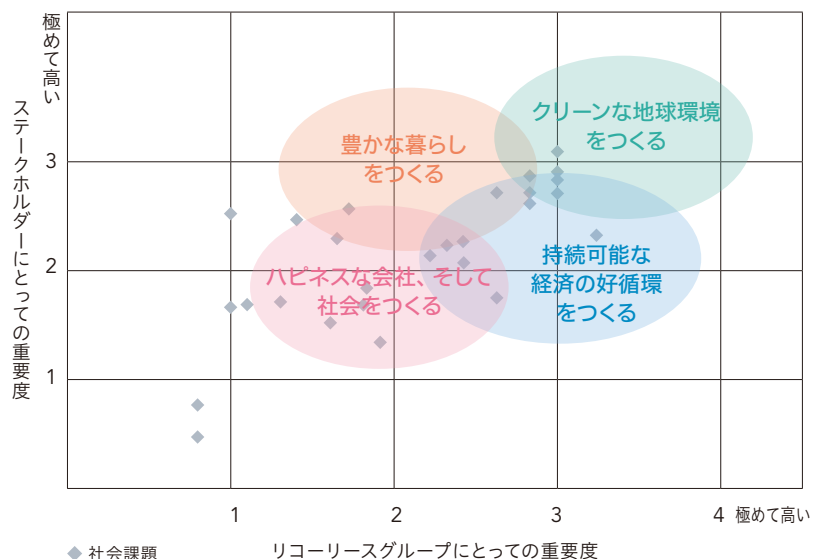 極めて高い
ステークホルダーにとっての重要度
3
2
1
豊かな暮らし
をつくる
クリーンな地球環境
をつくる
ハピネスな会社、そして
社会をつくる
持続可能な
経済の好循環
をつくる
1
2
3
4
極めて高い
◆ 社会課題
リコーリースグループにとっての重要度